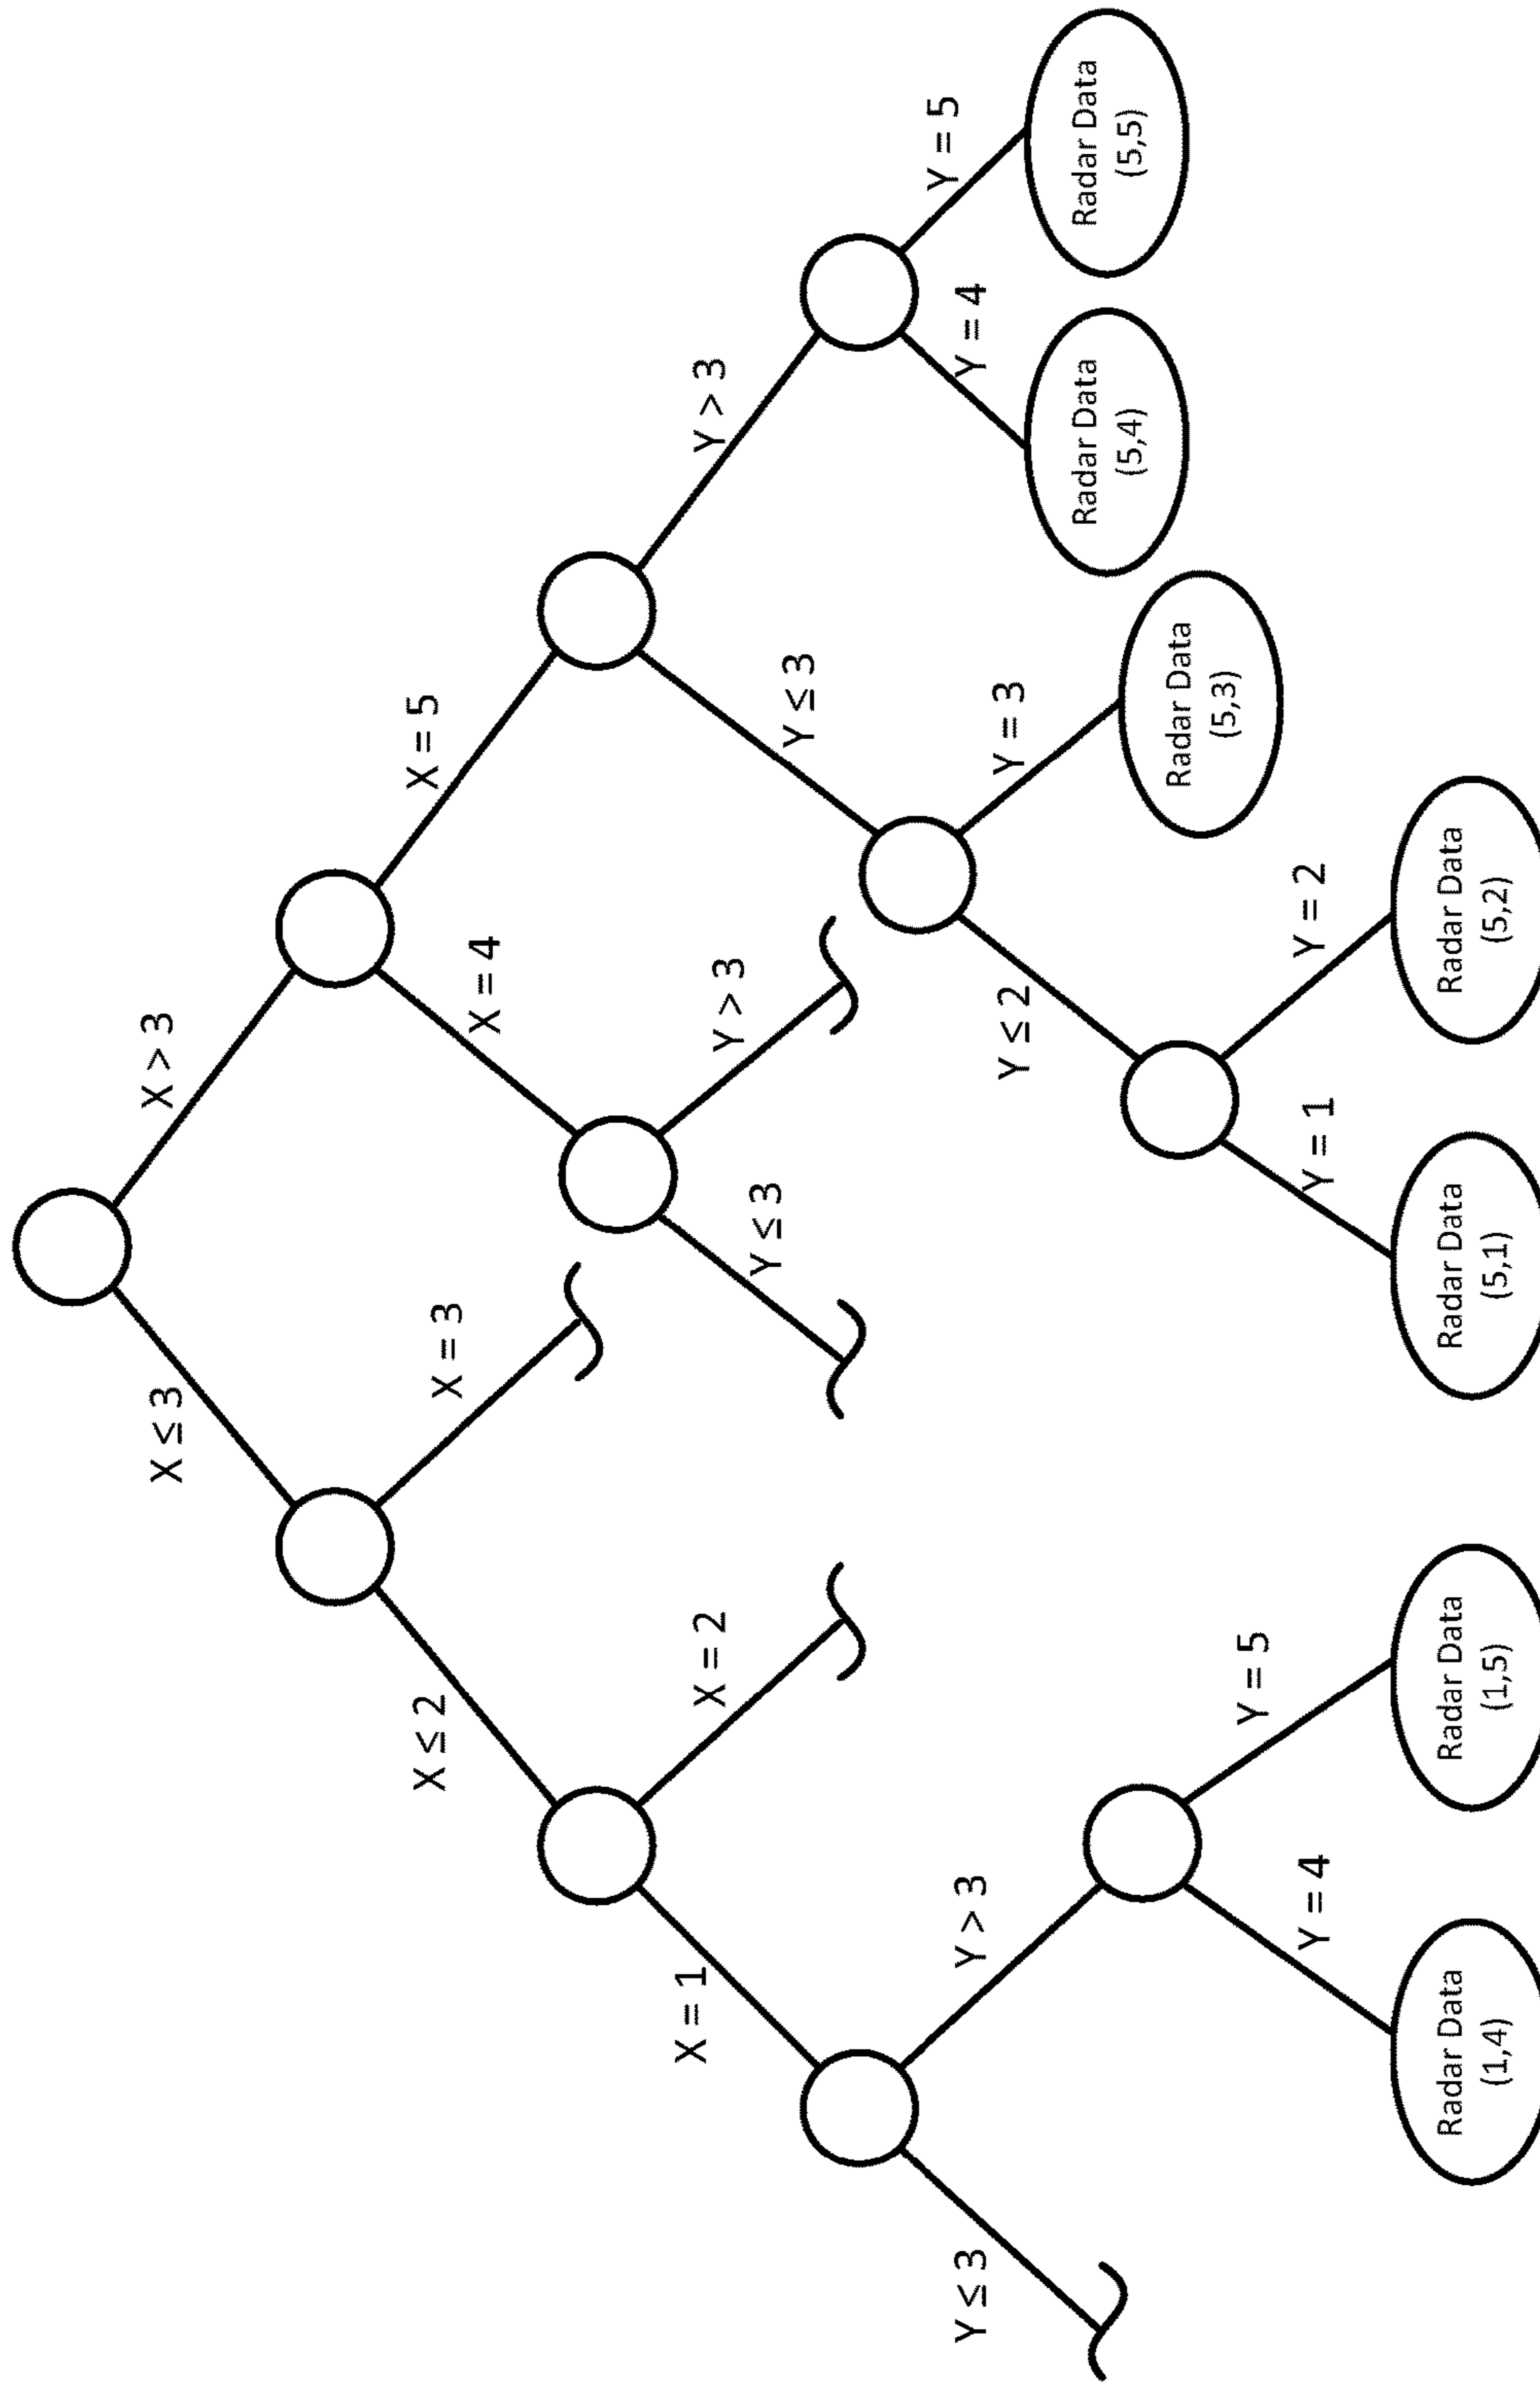 X ≤ 3
X > 3
X ≤ 2
X = 3
X = 4
X = 5
X = 1
X = 2
Y ≤ 3
Y > 3
Y ≤ 3
Y > 3
Y ≤ 3
Y > 3
Y ≤ 2
Y = 3
Y = 4
Y = 5
Y = 4
Y = 5
Y = 1
Y = 2
Radar Data
(5,3)
Radar Data
(5,4)
Radar Data
(5,5)
Radar Data
(1,4)
Radar Data
(1,5)
Radar Data
(5,1)
Radar Data
(5,2)